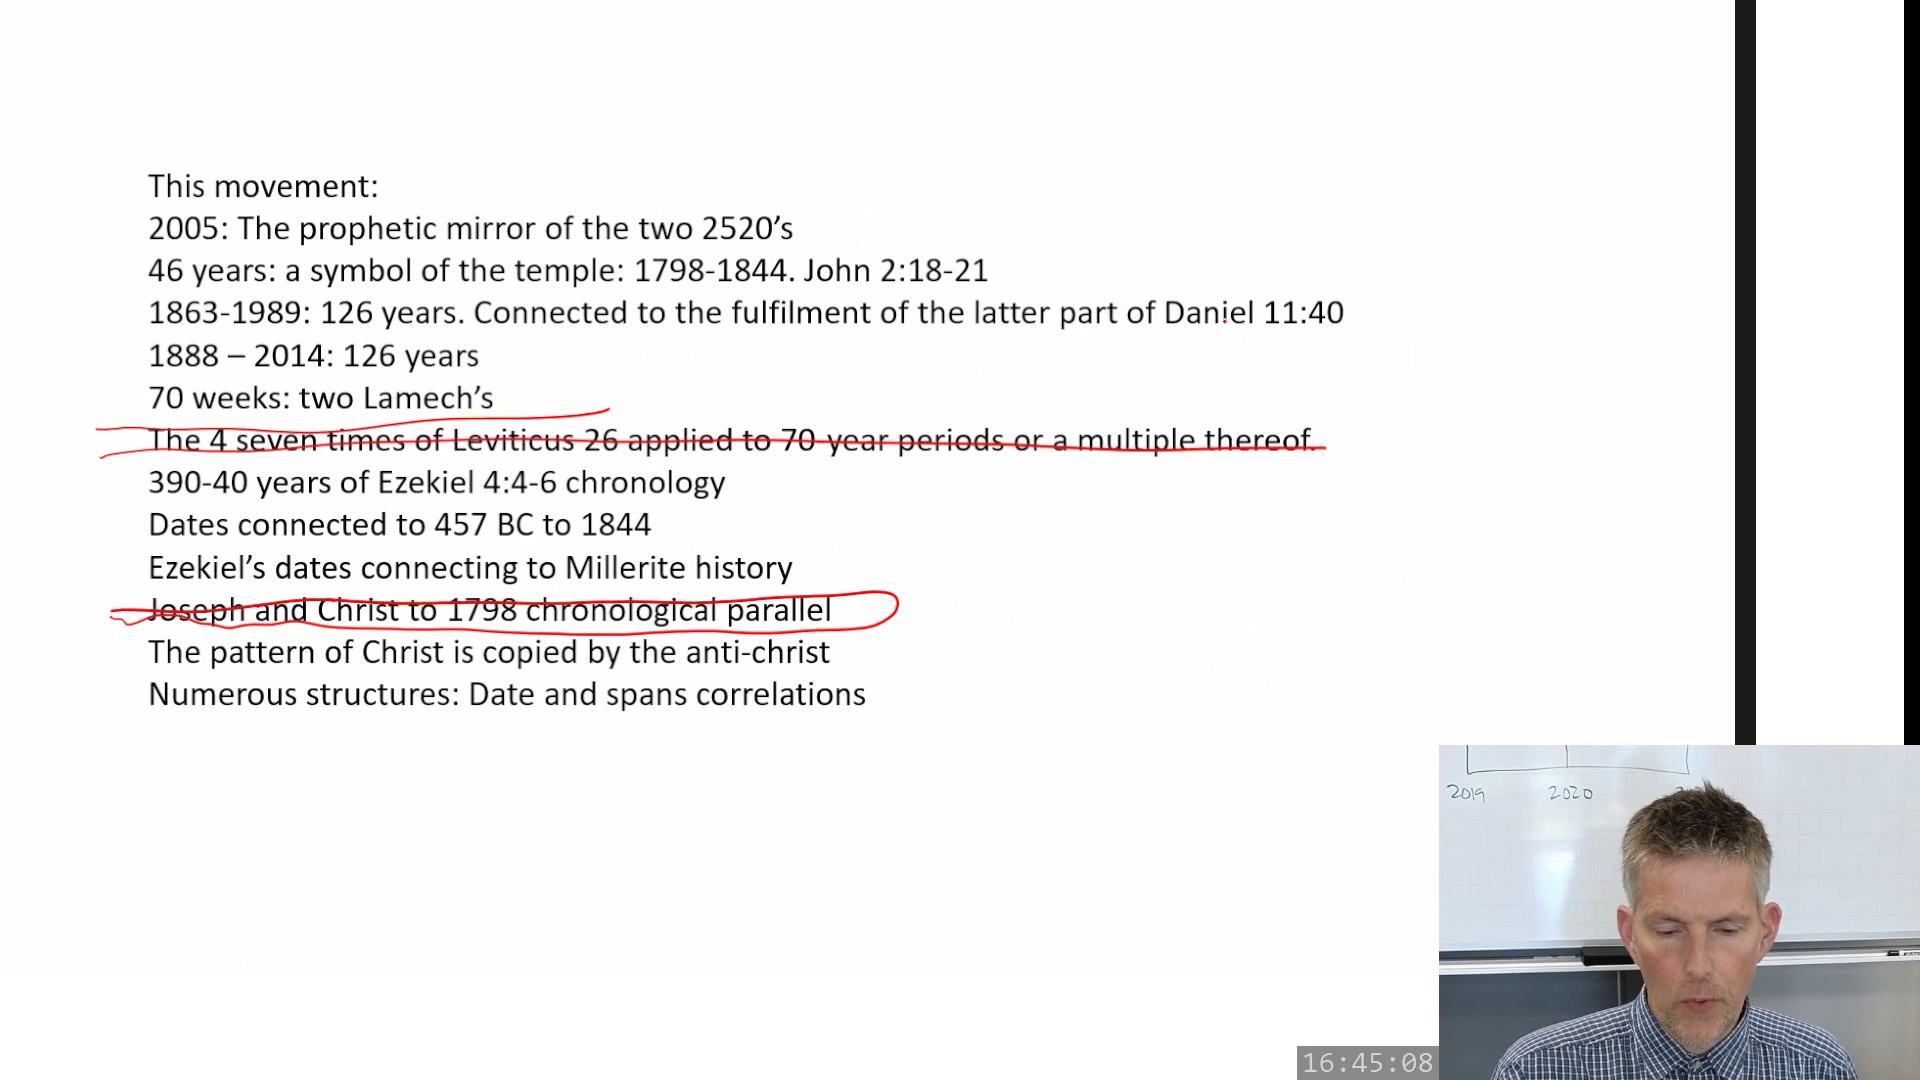 This movement:
2005: The prophetic mirror of the two 2520’s
46 years: a symbol of the temple: 1798-1844. John 2:18-21
1863-1989: 126 years. Connected to the fulfilment of the latter part of Daniel 11:40
1888 – 2014: 126 years
70 weeks: two Lamech’s
The 4 seven times of Leviticus 26 applied to 70 year periods or a multiple thereof.
390-40 years of Ezekiel 4:4-6 chronology
Dates connected to 457 BC to 1844
Ezekiel’s dates connecting to Millerite history
Joseph and Christ to 1798 chronological parallel
The pattern of Christ is copied by the anti-christ
Numerous structures: Date and spans correlations
2019 2020
16:45:08